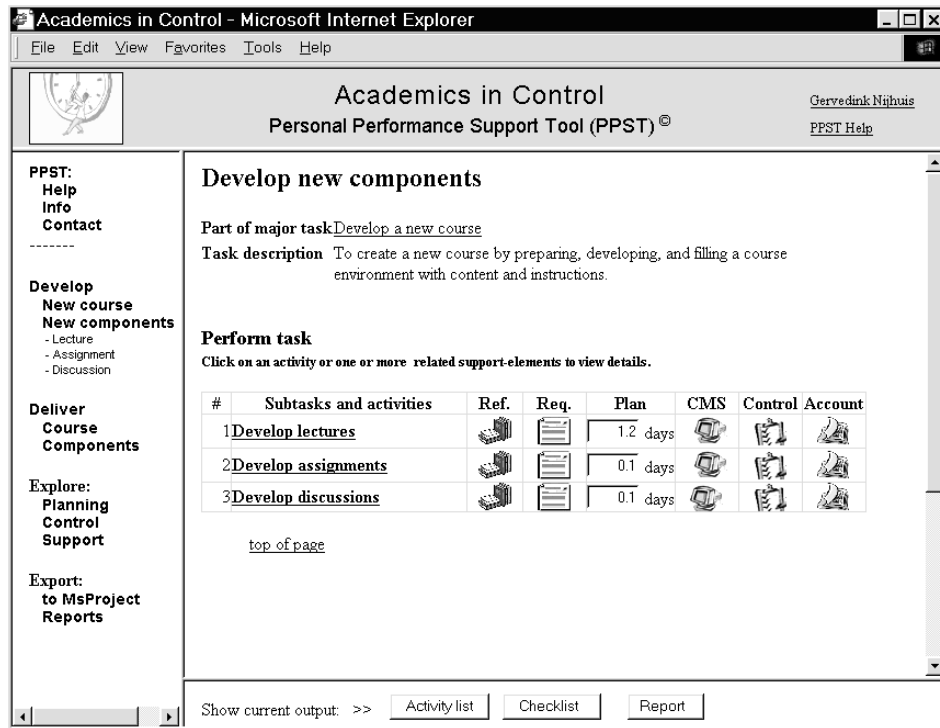 Academics in Control - Microsoft Internet Explorer
File Edit View Favorites Tools Help
Academics in Control
Personal Performance Support Tool (PPST) ©
Gervedink Nijhuis
PPST Help
PPST:
Help
Info
Contact
-------
Develop
New course
New components
- Lecture
- Assignment
- Discussion
Deliver
Course
Components
Explore:
Planning
Control
Support
Export:
to MsProject
Reports
Develop new components
Part of major task Develop a new course
Task description To create a new course by preparing, developing, and filling a course
environment with content and instructions.
Perform task
Click on an activity or one or more related support-elements to view details.
# Subtasks and activities Ref. Req. Plan CMS Control Account
1 Develop lectures 1.2 days
2 Develop assignments 0.1 days
3 Develop discussions 0.1 days
top of page
Show current output: >> Activity list Checklist Report